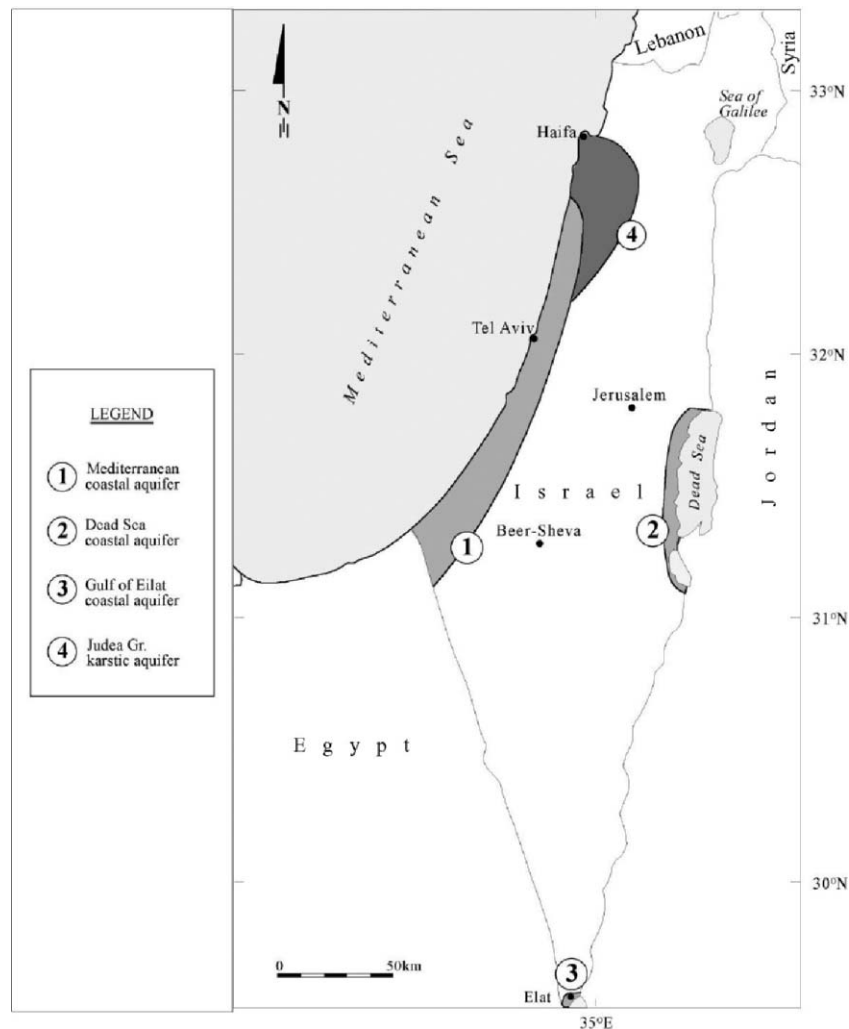 Lebanon
Syria
33°N
N
Sea of
Galilee
Haifa
Mediterranean Sea
4
Tel Aviv
32°N
Jerusalem
Jordan
Dead Sea
LEGEND
1 Mediterranean
coastal aquifer
2 Dead Sea
coastal aquifer
3 Gulf of Eilat
coastal aquifer
4 Judea Gr.
karstic aquifer
Israel
Beer-Sheva
1
2
31°N
Egypt
30°N
0 50km
3
Elat
35°E